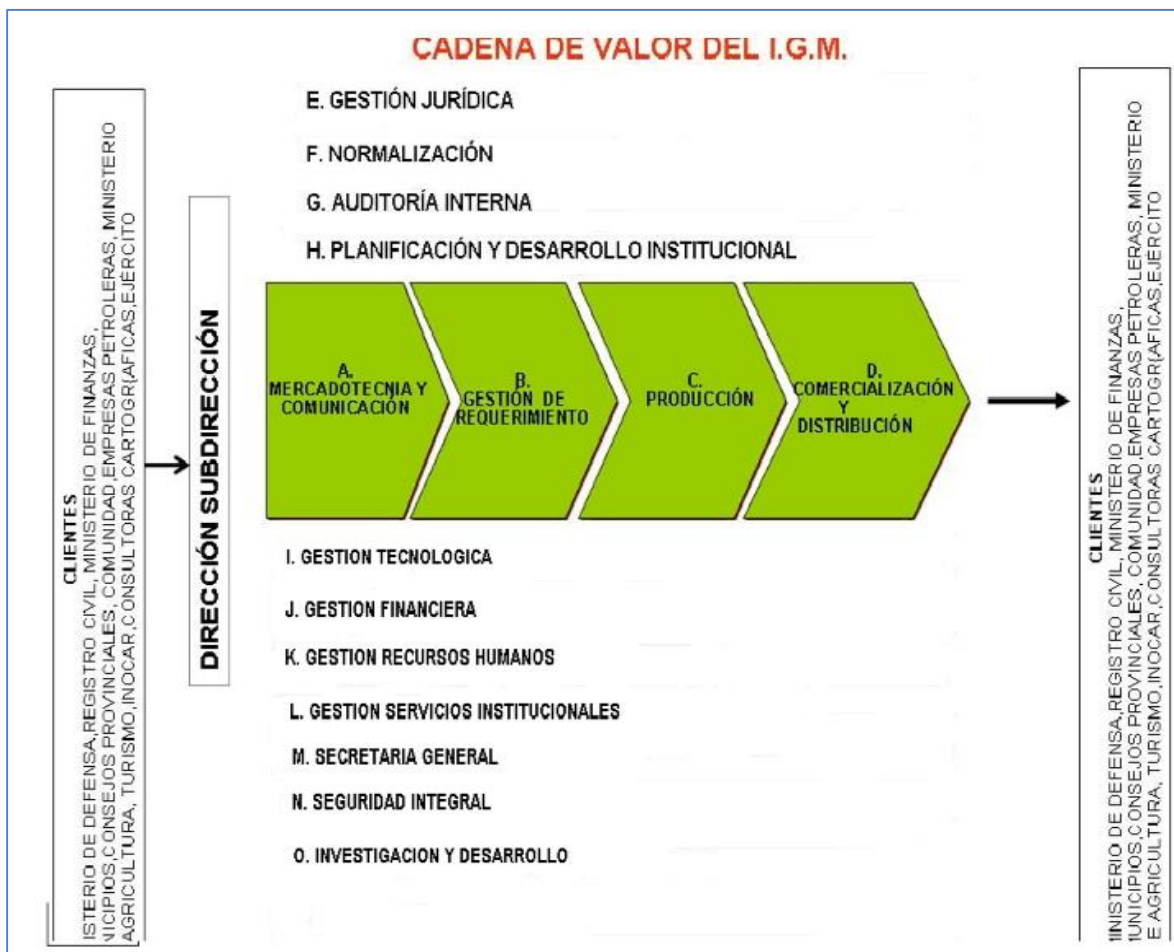 CADENA DE VALOR DEL I.G.M.
CLIENTES
ISTERIO DE DEFENSA,REGISTRO CIVIL, MINISTERIO DE FINANZAS,
NICIPIOS,CONSEJOS PROVINCIALES, COMUNIDAD,EMPRESAS PETROLERAS, MINISTERIO
AGRICULTURA, TURISMO,INOCAR,CONSULTORAS CARTOGR{AFICAS,EJÉRCITO
DIRECCIÓN SUBDIRECCIÓN
E. GESTIÓN JURÍDICA
F. NORMALIZACIÓN
G. AUDITORÍA INTERNA
H. PLANIFICACIÓN Y DESARROLLO INSTITUCIONAL
A.
MERCADOTECNIA Y
COMUNICACIÓN
B.
GESTIÓN DE
REQUERIMIENTO
C.
PRODUCCIÓN
D.
COMERCIALIZACIÓN
Y
DISTRIBUCIÓN
I. GESTION TECNOLOGICA
J. GESTION FINANCIERA
K. GESTION RECURSOS HUMANOS
L. GESTION SERVICIOS INSTITUCIONALES
M. SECRETARIA GENERAL
N. SEGURIDAD INTEGRAL
O. INVESTIGACION Y DESARROLLO
CLIENTES
MINISTERIO DE DEFENSA,REGISTRO CIVIL, MINISTERIO DE FINANZAS,
IUNICIPIOS,CONSEJOS PROVINCIALES, COMUNIDAD,EMPRESAS PETROLERAS, MINISTERIO
E AGRICULTURA, TURISMO,INOCAR,CONSULTORAS CARTOGR{AFICAS,EJÉRCITO